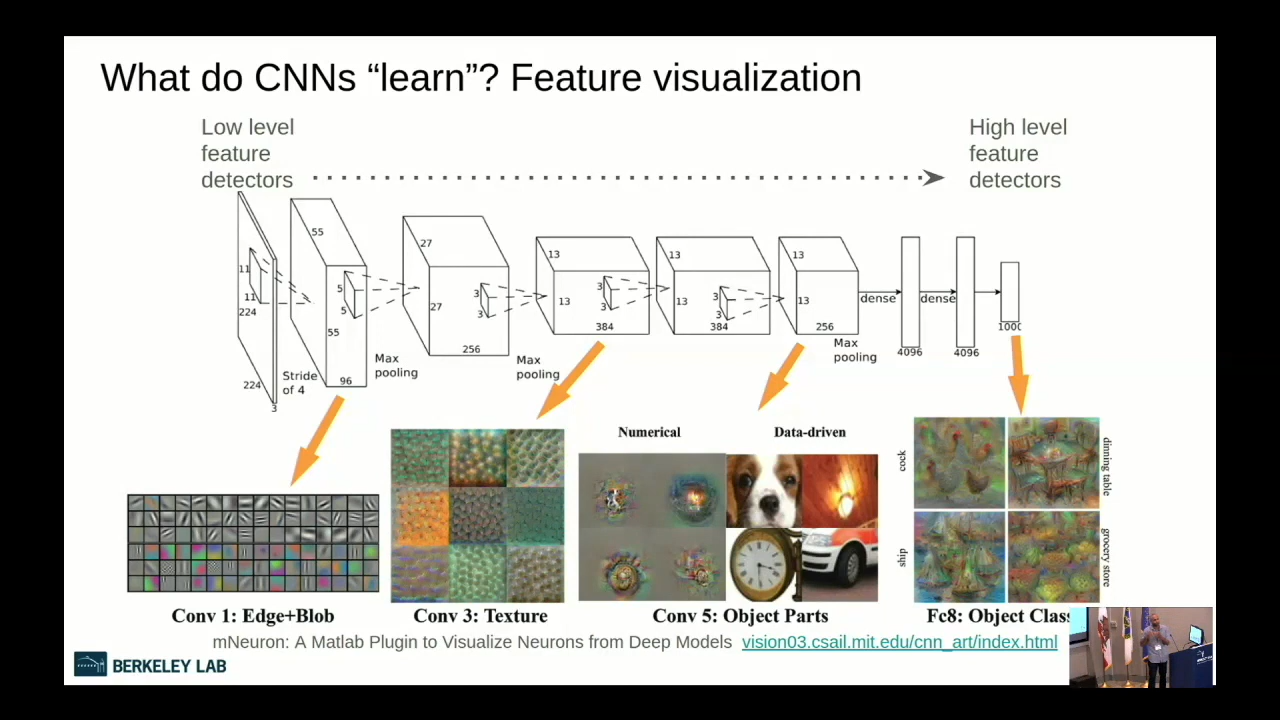 What do CNNs “learn”? Feature visualization
Low level
feature
detectors
High level
feature
detectors
11
11
224
224
3
Stride
of 4
55
55
96
5
5
Max
pooling
27
27
256
3
3
Max
pooling
13
13
384
3
3
13
13
384
3
3
13
13
256
Max
pooling
dense
4096
dense
4096
1000
Numerical
Data-driven
cock
dinning table
ship
grocery store
Conv 1: Edge+Blob
Conv 3: Texture
Conv 5: Object Parts
Fc8: Object Class
mNeuron: A Matlab Plugin to Visualize Neurons from Deep Models vision03.csail.mit.edu/cnn_art/index.html
BERKELEY LAB